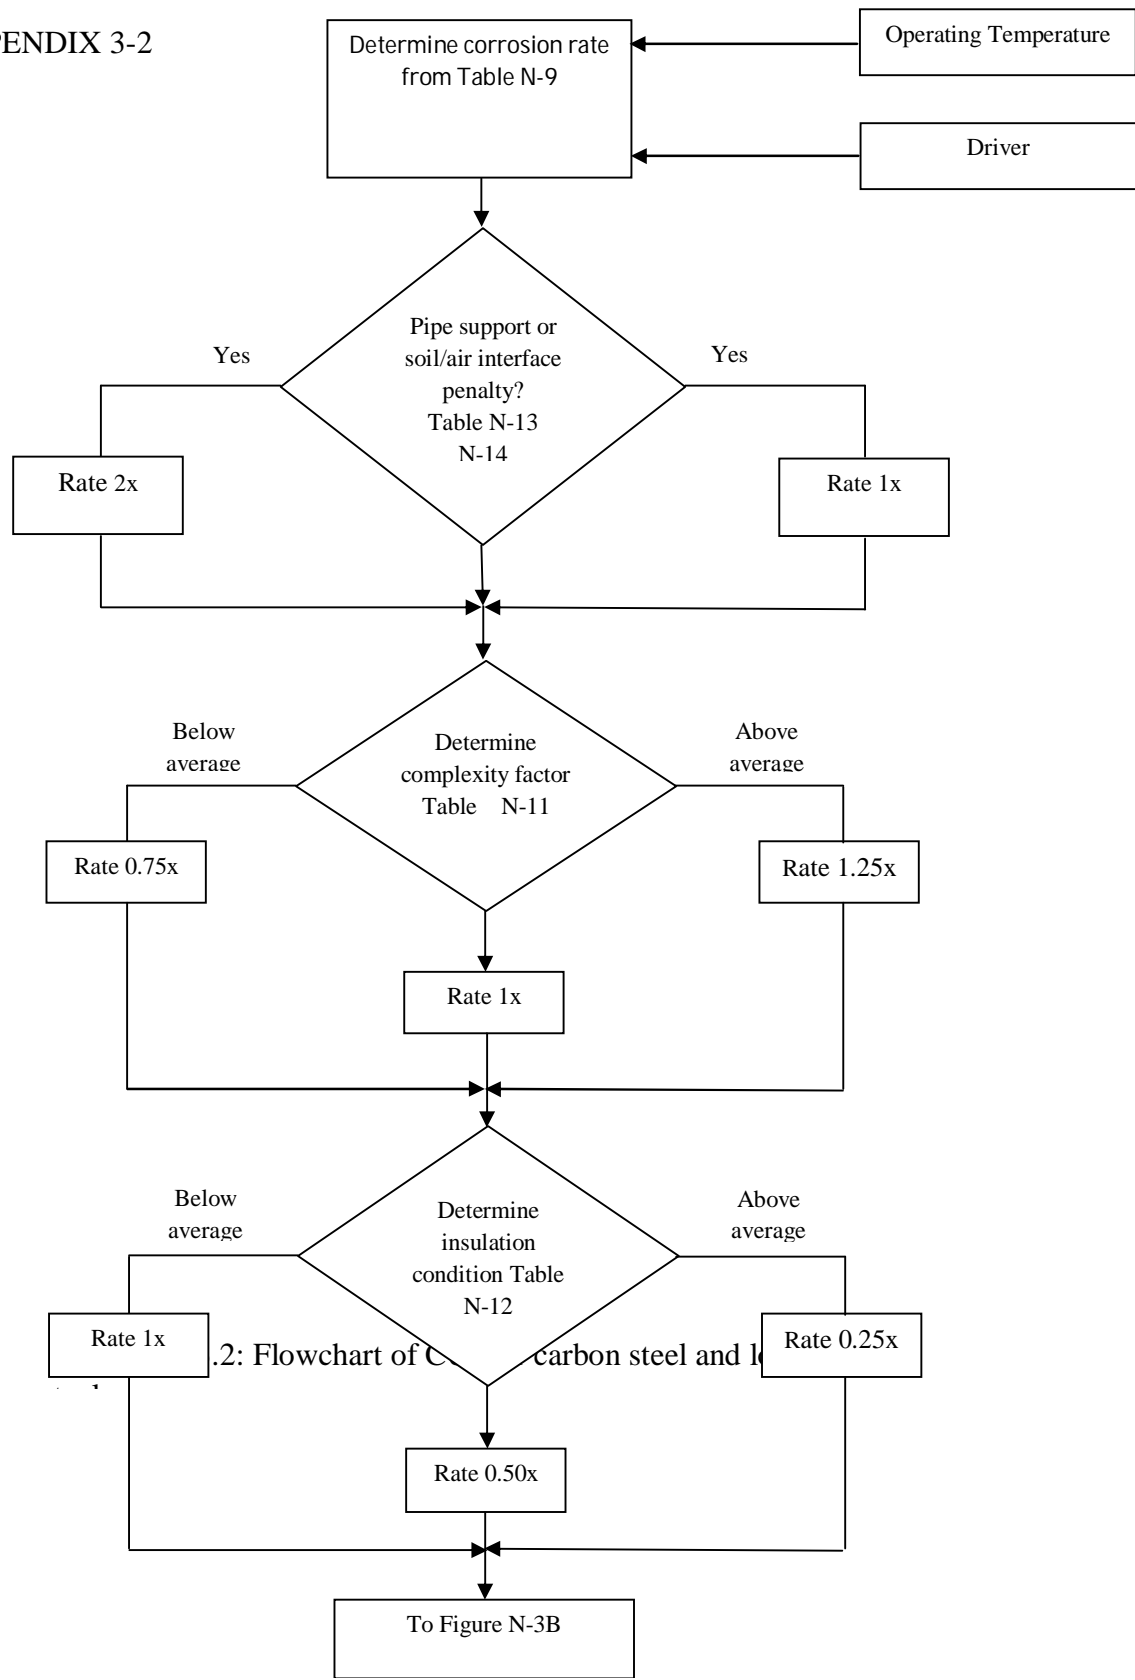 PENDIX 3-2
Determine corrosion rate
from Table N-9
Operating Temperature
Driver
Pipe support or
soil/air interface
penalty?
Table N-13
N-14
Yes
Yes
Rate 2x
Rate 1x
Below
average
Determine
complexity factor
Table N-11
Above
average
Rate 0.75x
Rate 1.25x
Rate 1x
Below
average
Determine
insulation
condition Table
N-12
Above
average
Rate 1x
.2: Flowchart of C carbon steel and l
Rate 0.25x
Rate 0.50x
To Figure N-3B